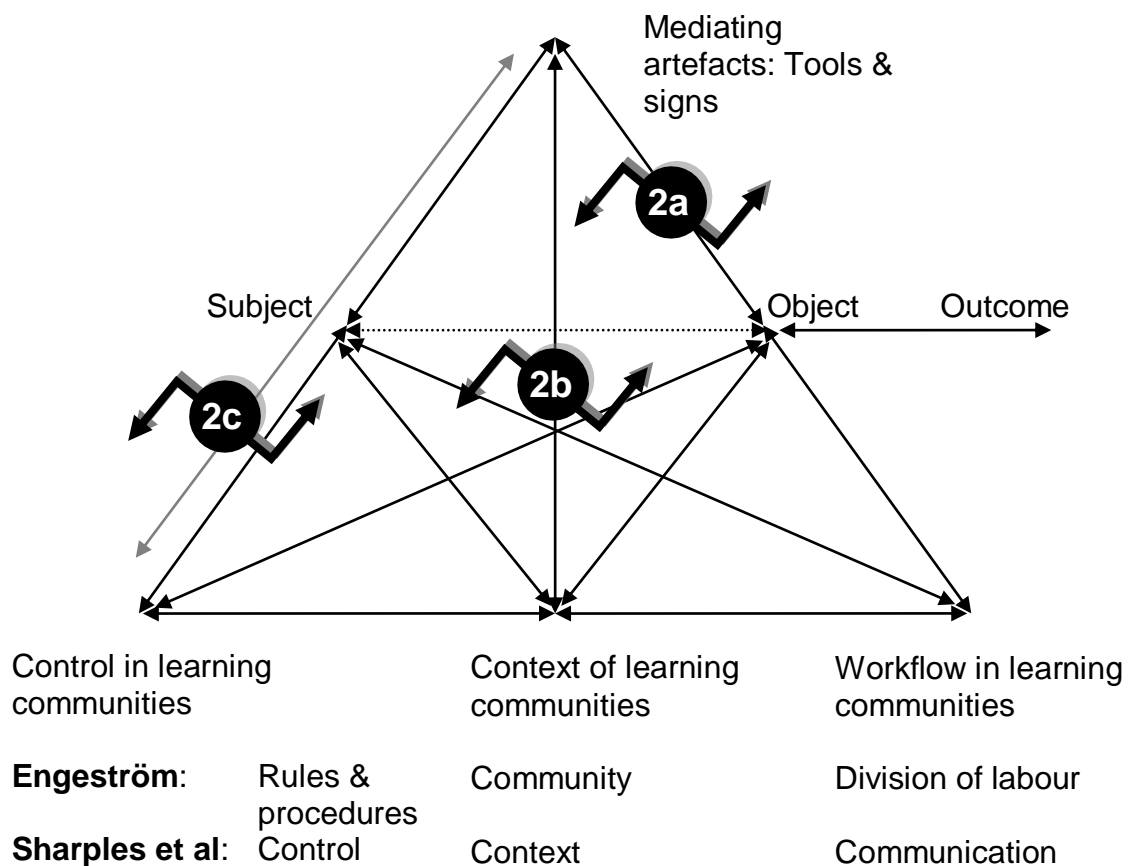 Mediating
artefacts: Tools &
signs
2a
Subject
Object
Outcome
2b
2c
Control in learning
communities
Context of learning
communities
Workflow in learning
communities
Engeström:
Rules &
procedures
Community
Division of labour
Sharples et al:
Control
Context
Communication